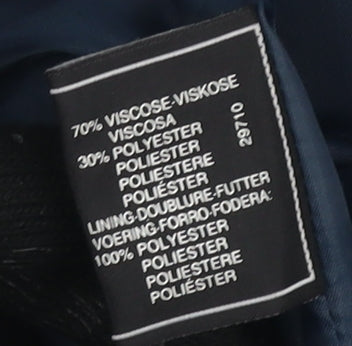 70% VISCOSE-VISKOSE
VISCOSA
30% POLYESTER
POLIESTER
POLIESTERE
POLIÉSTER
LINING-DOUBLURE-FUTTER
VOERING-FORRO-FODERA:
100% POLYESTER
POLIESTER
POLIESTERE
POLIÉSTER
29710